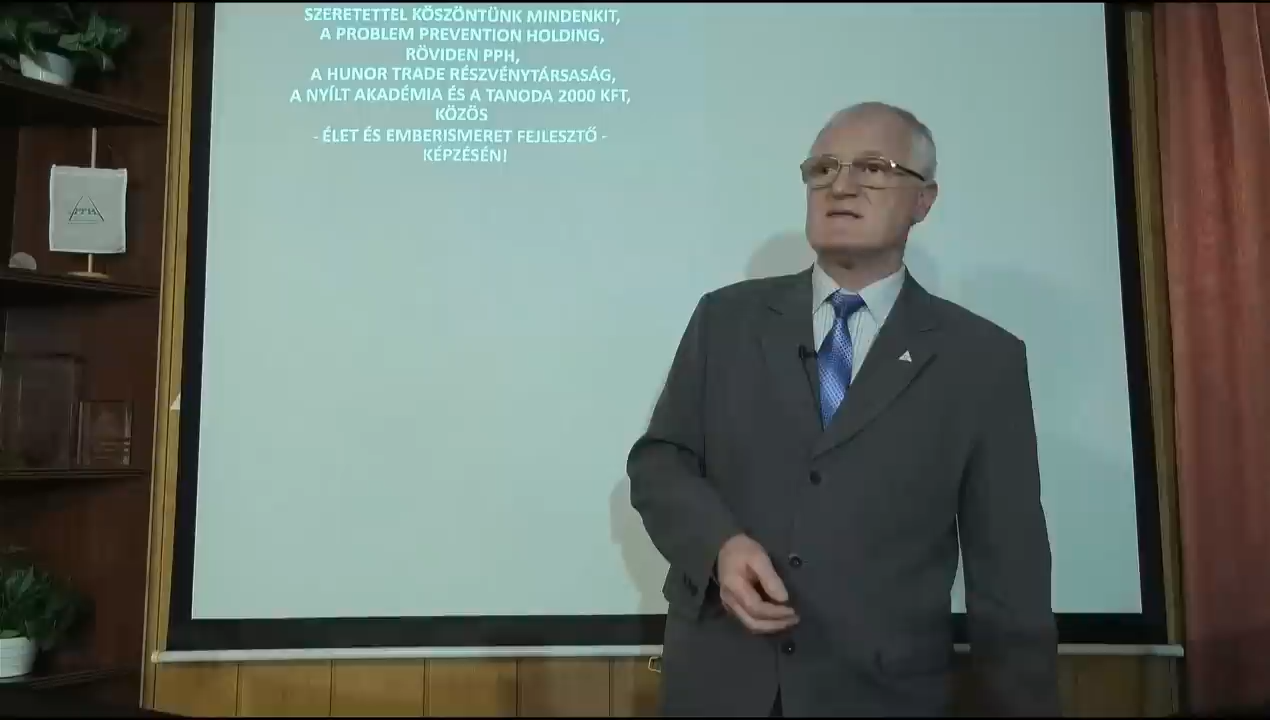 SZERETETTEL KÖSZÖNTÜNK MINDENKIT,
A PROBLEM PREVENTION HOLDING,
RÖVIDEN PPH,
A HUNOR TRADE RÉSZVÉNYTÁRSASÁG,
A NYÍLT AKADÉMIA ÉS A TANODA 2000 KFT,
KÖZÖS
- ÉLET ÉS EMBERISMERET FEJLESZTŐ -
KÉPZÉSÉN!